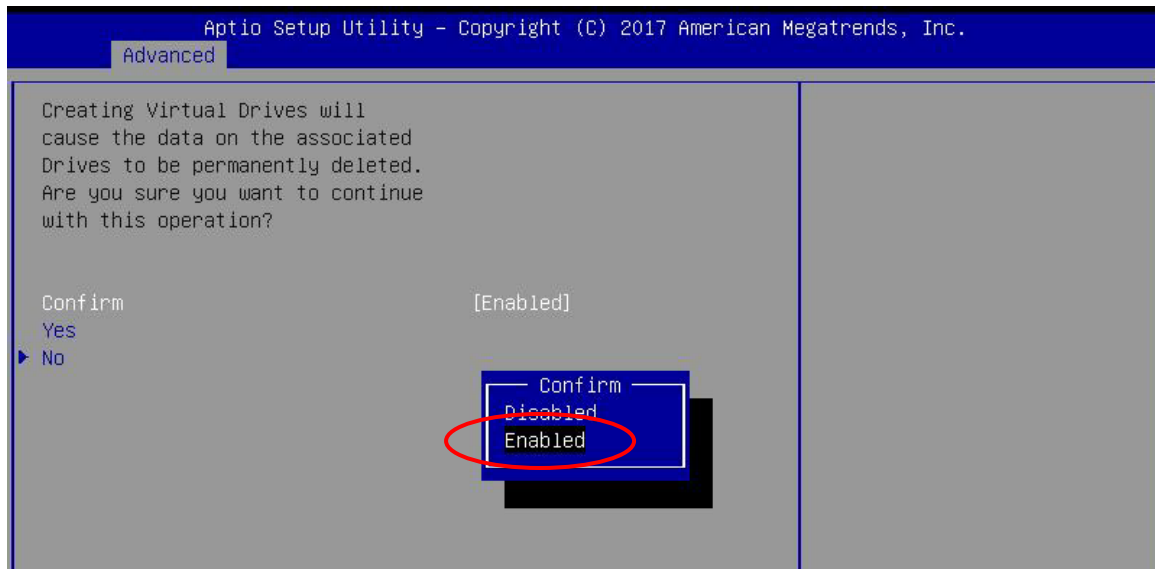 Aptio Setup Utility – Copyright (C) 2017 American Megatrends, Inc.
Advanced
Creating Virtual Drives will
cause the data on the associated
Drives to be permanently deleted.
Are you sure you want to continue
with this operation?
Confirm [Enabled]
Yes
No
Confirm
Disabled
Enabled